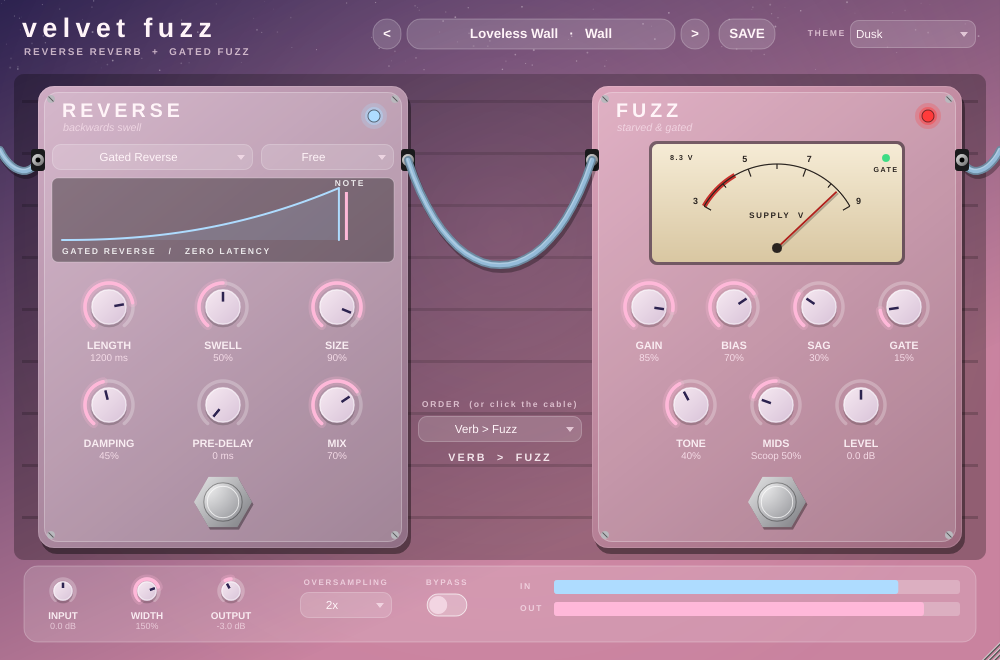 velvet fuzz
REVERSE REVERB + GATED FUZZ
< Loveless Wall · Wall > SAVE
THEME Dusk
REVERSE
backwards swell
Gated Reverse Free
NOTE
GATED REVERSE / ZERO LATENCY
LENGTH SWELL SIZE
1200 ms 50% 90%
DAMPING PRE-DELAY MIX
45% 0 ms 70%
ORDER (or click the cable)
Verb > Fuzz
VERB > FUZZ
FUZZ
starved & gated
8.3 V 3 5 7 9 GATE
SUPPLY V
GAIN BIAS SAG GATE
85% 70% 30% 15%
TONE MIDS LEVEL
40% Scoop 50% 0.0 dB
INPUT WIDTH OUTPUT
0.0 dB 150% -3.0 dB
OVERSAMPLING
2x
BYPASS
IN
OUT